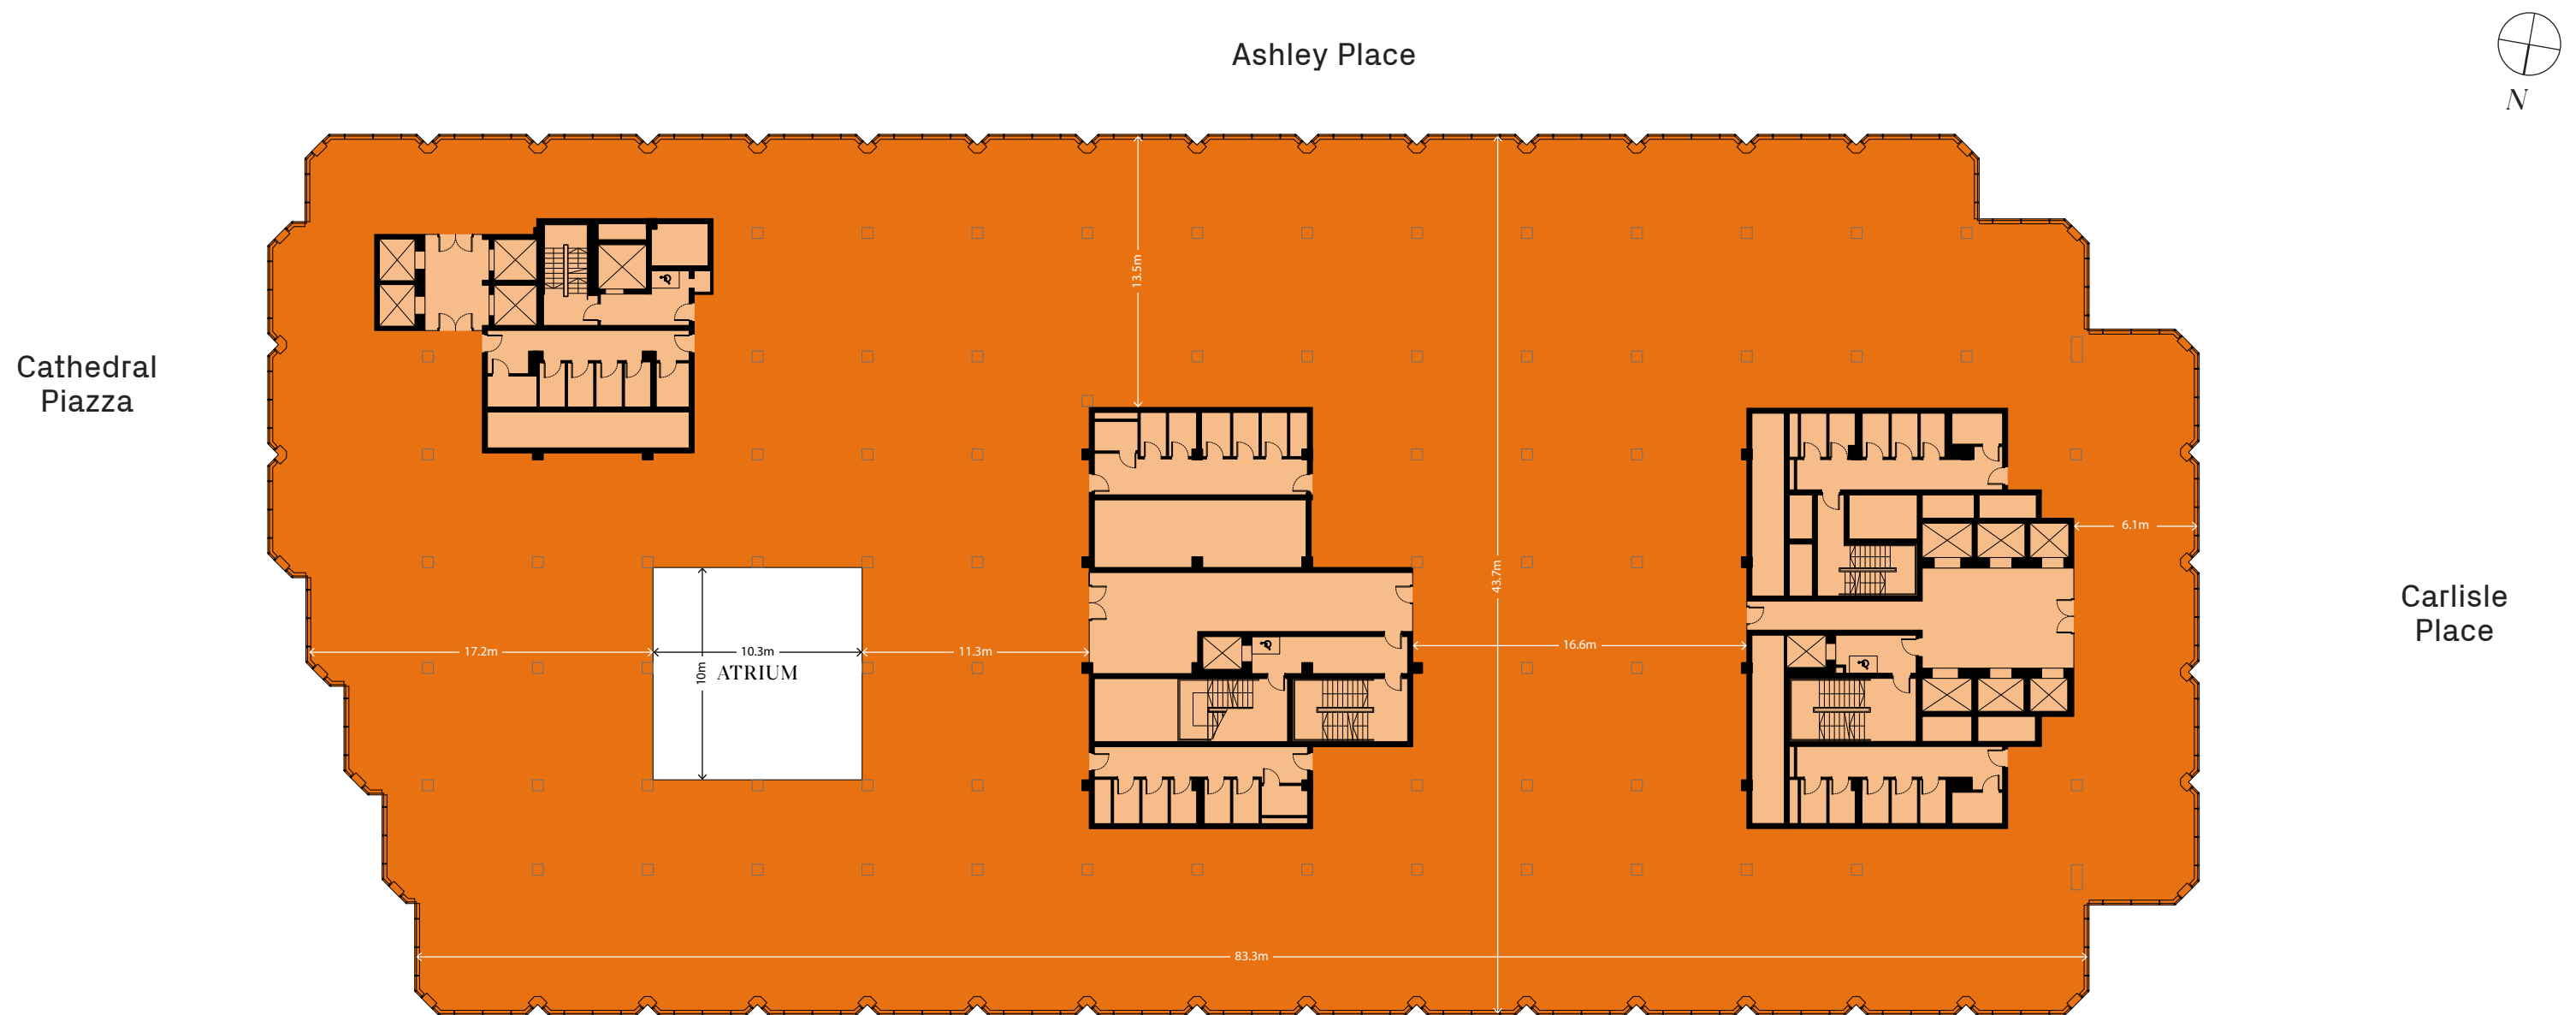 Ashley Place
N
Cathedral
Piazza
13.5m
43.7m
6.1m
Carlisle
Place
17.2m
10.3m
11.3m
16.6m
10m
ATRIUM
83.3m